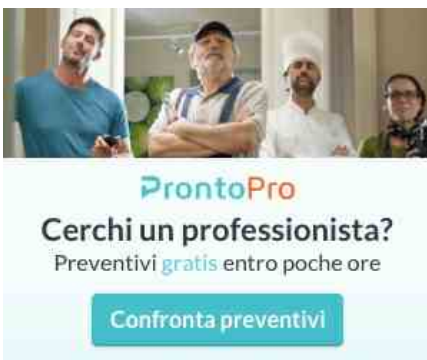 ProntoPro
Cerchi un professionista?
Preventivi gratis entro poche ore
Confronta preventivi